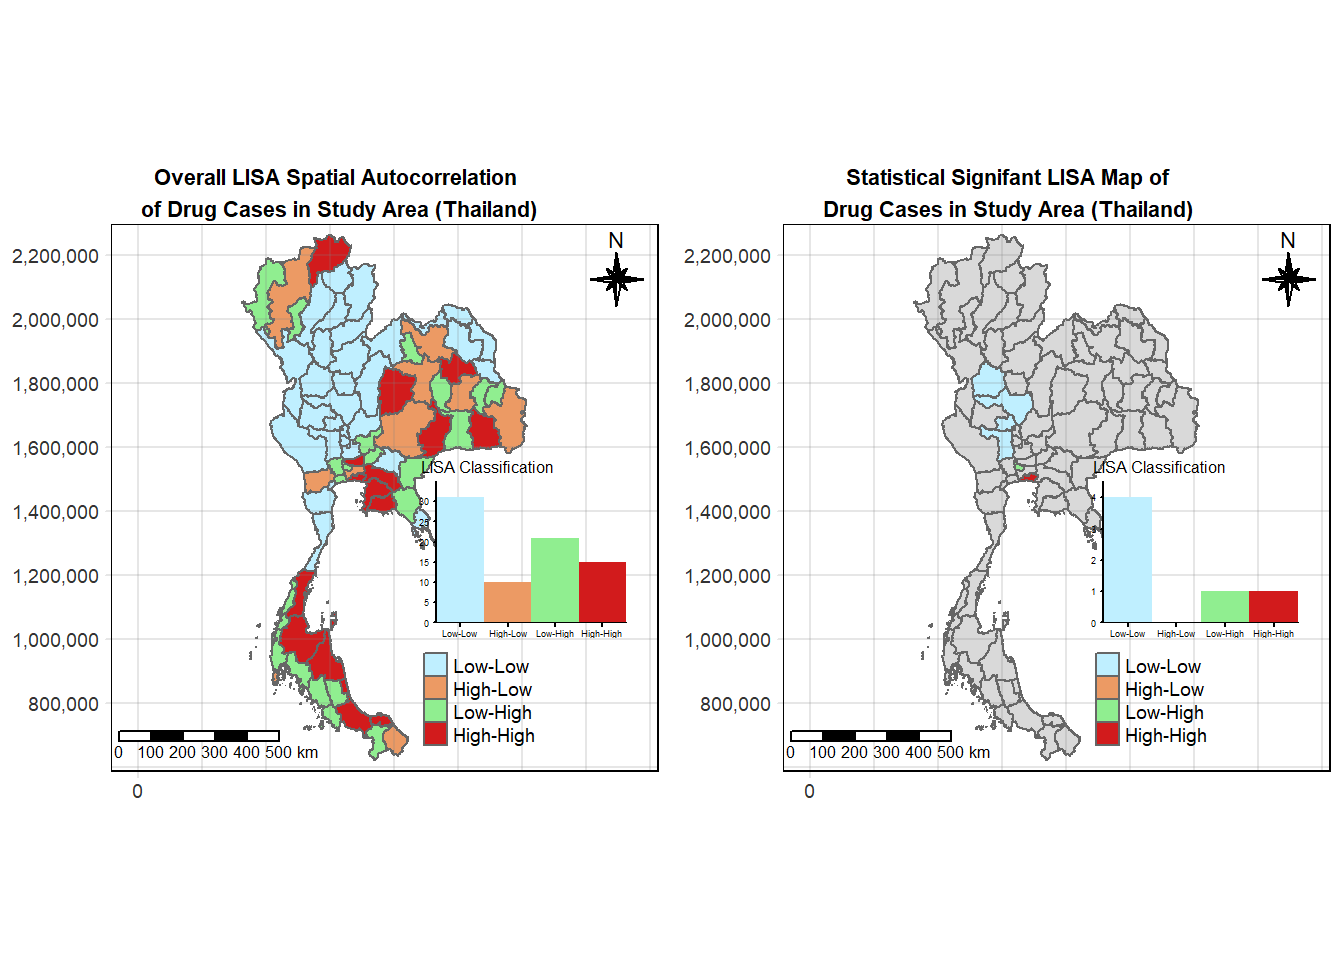 Overall LISA Spatial Autocorrelation
of Drug Cases in Study Area (Thailand)
N
2,200,000
2,000,000
1,800,000
1,600,000
1,400,000
1,200,000
1,000,000
800,000
LISA Classification
30
25
20
15
10
5
0
Low-Low High-Low Low-High High-High
Low-Low
High-Low
Low-High
High-High
0 100 200 300 400 500 km
0
Statistical Signifant LISA Map of
Drug Cases in Study Area (Thailand)
N
2,200,000
2,000,000
1,800,000
1,600,000
1,400,000
1,200,000
1,000,000
800,000
LISA Classification
4
3
2
1
0
Low-Low High-Low Low-High High-High
Low-Low
High-Low
Low-High
High-High
0 100 200 300 400 500 km
0